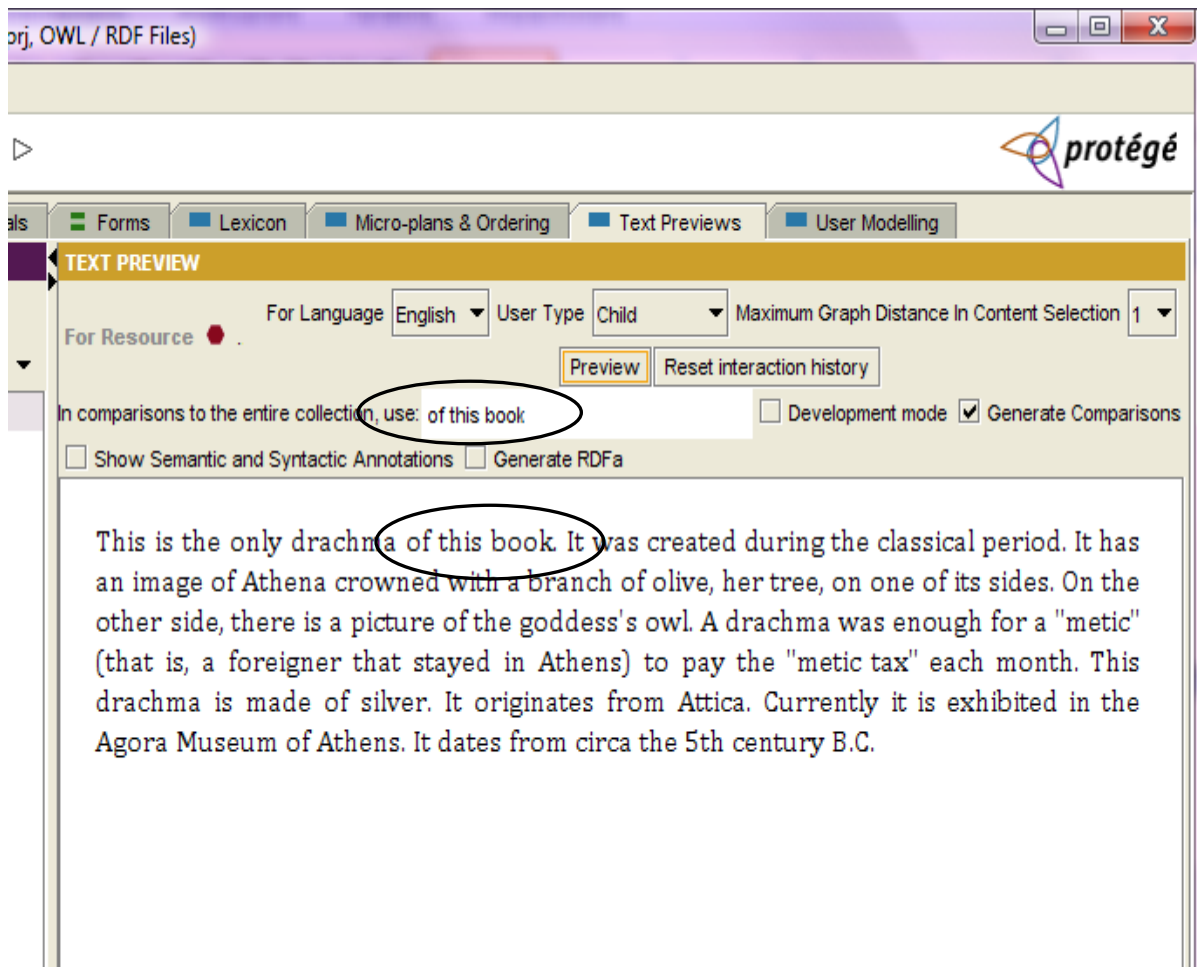 orj, OWL / RDF Files)
protégé
als Forms Lexicon Micro-plans & Ordering Text Previews User Modelling
TEXT PREVIEW
For Language English User Type Child Maximum Graph Distance In Content Selection 1
For Resource .
Preview Reset interaction history
In comparisons to the entire collection, use: of this book Development mode Generate Comparisons
Show Semantic and Syntactic Annotations Generate RDFa
This is the only drachma of this book. It was created during the classical period. It has
an image of Athena crowned with a branch of olive, her tree, on one of its sides. On the
other side, there is a picture of the goddess's owl. A drachma was enough for a "metic"
(that is, a foreigner that stayed in Athens) to pay the "metic tax" each month. This
drachma is made of silver. It originates from Attica. Currently it is exhibited in the
Agora Museum of Athens. It dates from circa the 5th century B.C.